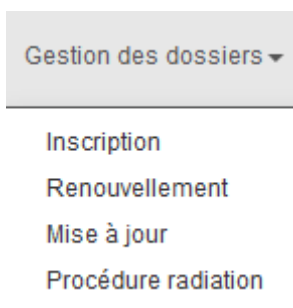 Gestion des dossiers
Inscription
Renouvellement
Mise à jour
Procédure radiation